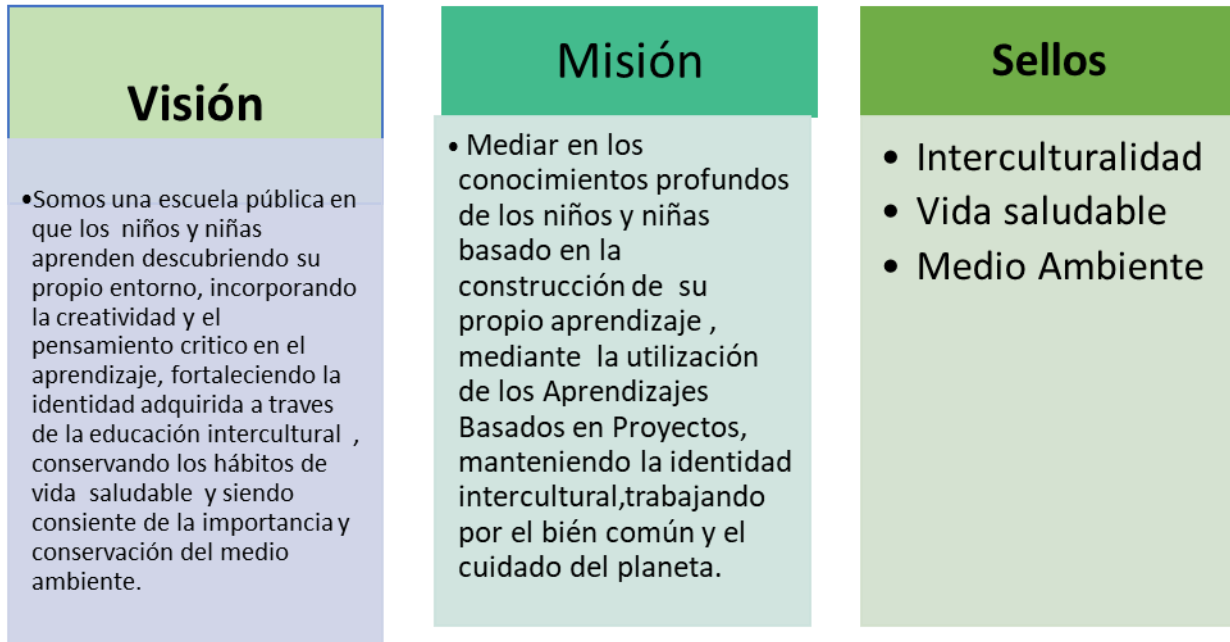 Visión
•Somos una escuela pública en
que los niños y niñas
aprenden descubriendo su
propio entorno, incorporando
la creatividad y el
pensamiento critico en el
aprendizaje, fortaleciendo la
identidad adquirida a traves
de la educación intercultural ,
conservando los hábitos de
vida saludable y siendo
consiente de la importancia y
conservación del medio
ambiente.
Misión
• Mediar en los
conocimientos profundos
de los niños y niñas
basado en la
construcción de su
propio aprendizaje ,
mediante la utilización
de los Aprendizajes
Basados en Proyectos,
manteniendo la identidad
intercultural,trabajando
por el bién común y el
cuidado del planeta.
Sellos
• Interculturalidad
• Vida saludable
• Medio Ambiente